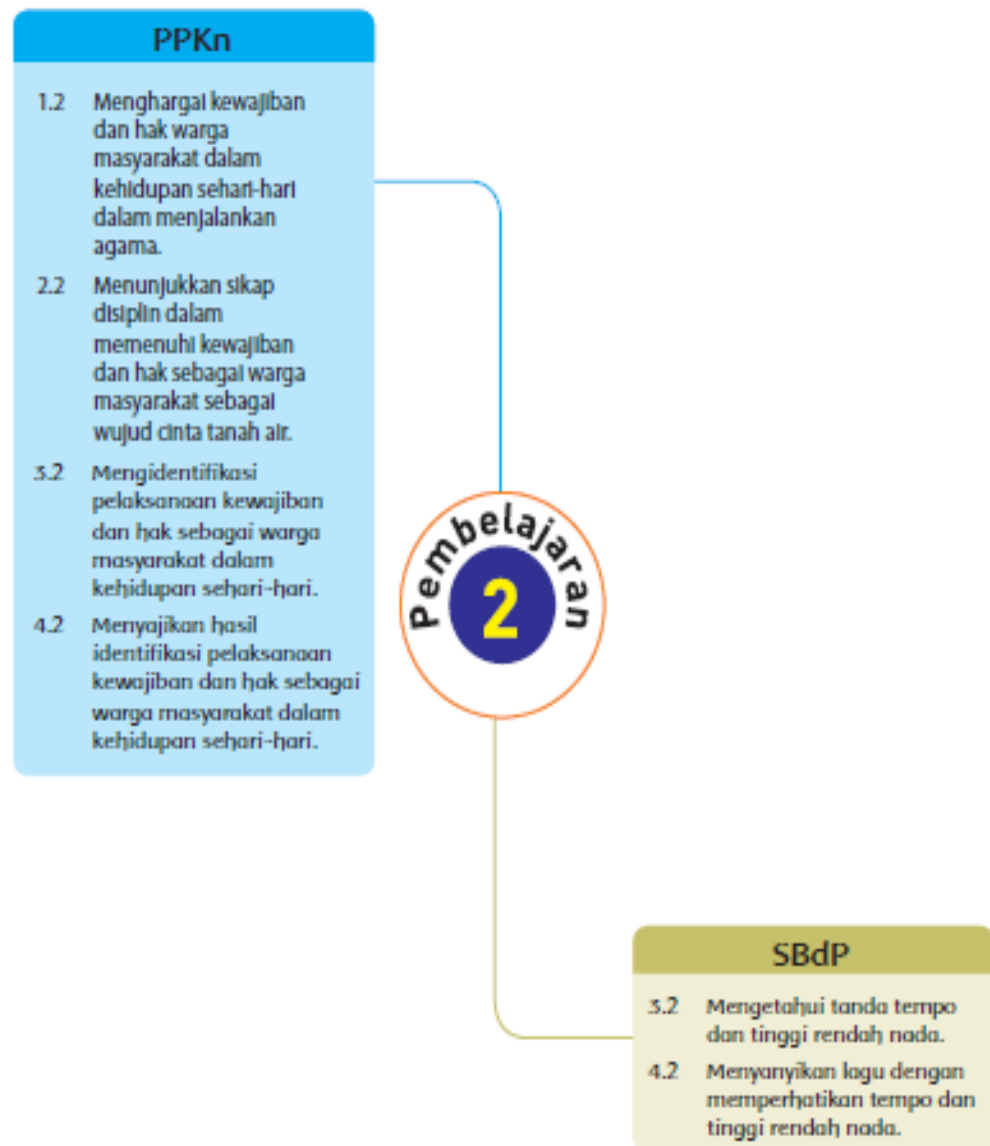 PPKn
1.2 Menghargai kewajiban
dan hak warga
masyarakat dalam
kehidupan sehari-hari
dalam menjalankan
agama.
2.2 Menunjukkan sikap
disiplin dalam
memenuhi kewajiban
dan hak sebagai warga
masyarakat sebagai
wujud cinta tanah air.
3.2 Mengidentifikasi
pelaksanaan kewajiban
dan hak sebagai warga
masyarakat dalam
kehidupan sehari-hari.
4.2 Menyajikan hasil
identifikasi pelaksanaan
kewajiban dan hak sebagai
warga masyarakat dalam
kehidupan sehari-hari.
Pembelajaran
2
SBdP
3.2 Mengetahui tanda tempo
dan tinggi rendah nada.
4.2 Menyanyikan lagu dengan
memperhatikan tempo dan
tinggi rendah nada.